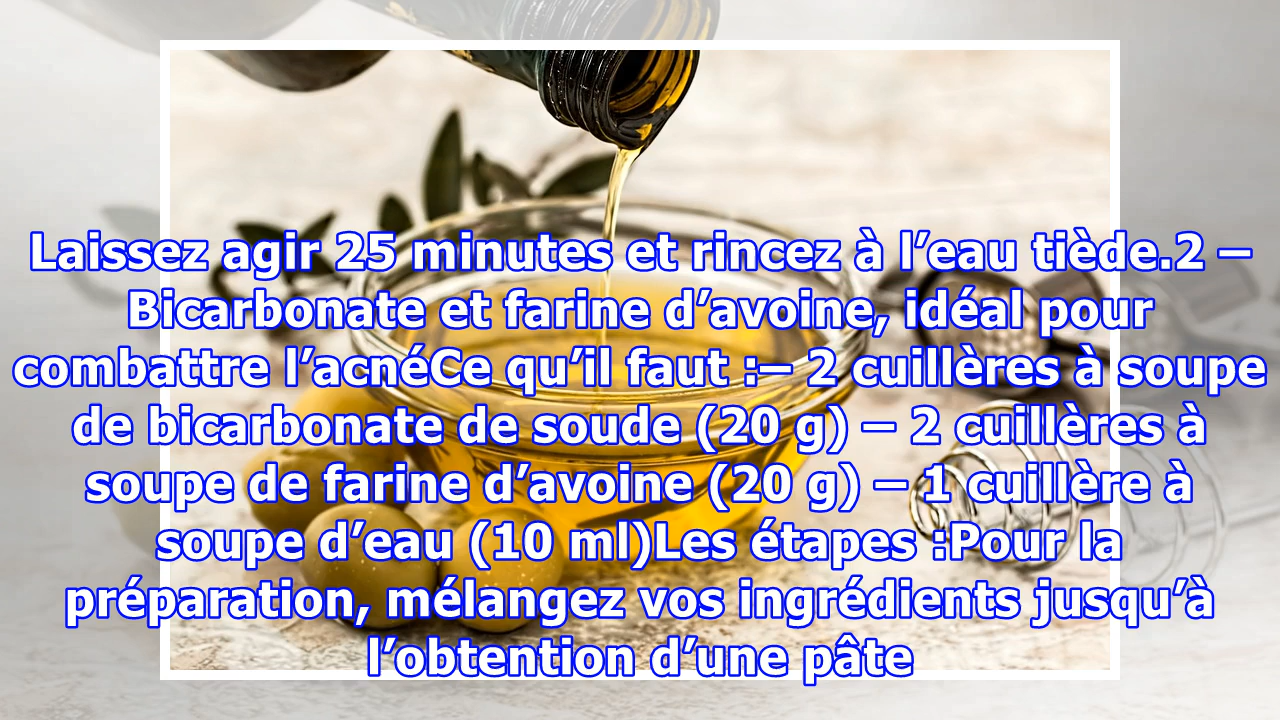 Laissez agir 25 minutes et rincez à l’eau tiède.2 –
Bicarbonate et farine d’avoine, idéal pour
combattre l’acnéCe qu’il faut :– 2 cuillères à soupe
de bicarbonate de soude (20 g) – 2 cuillères à
soupe de farine d’avoine (20 g) – 1 cuillère à
soupe d’eau (10 ml)Les étapes :Pour la
préparation, mélangez vos ingrédients jusqu’à
l’obtention d’une pâte